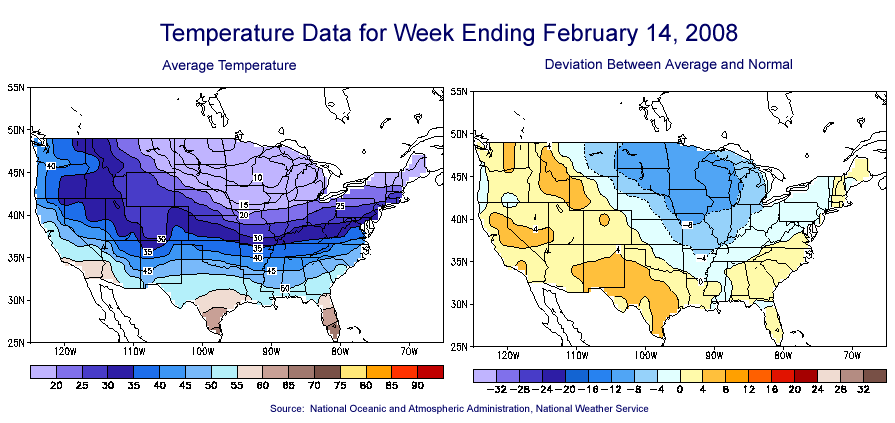 Temperature Data for Week Ending February 14, 2008
Average Temperature
Deviation Between Average and Normal
55N
50N
45N
40N
35N
30N
25N
120W 110W 100W 90W 80W 70W
40
10
15
20
25
30
30
35
35
40
45
45
60
20 25 30 35 40 45 50 55 60 65 70 75 80 85 90
55N
50N
45N
40N
35N
30N
25N
120W 110W 100W 90W 80W 70W
4
-8
4
-4
0
-32 -28 -24 -20 -16 -12 -8 -4 0 4 8 12 16 20 24 28 32
Source: National Oceanic and Atmospheric Administration, National Weather Service